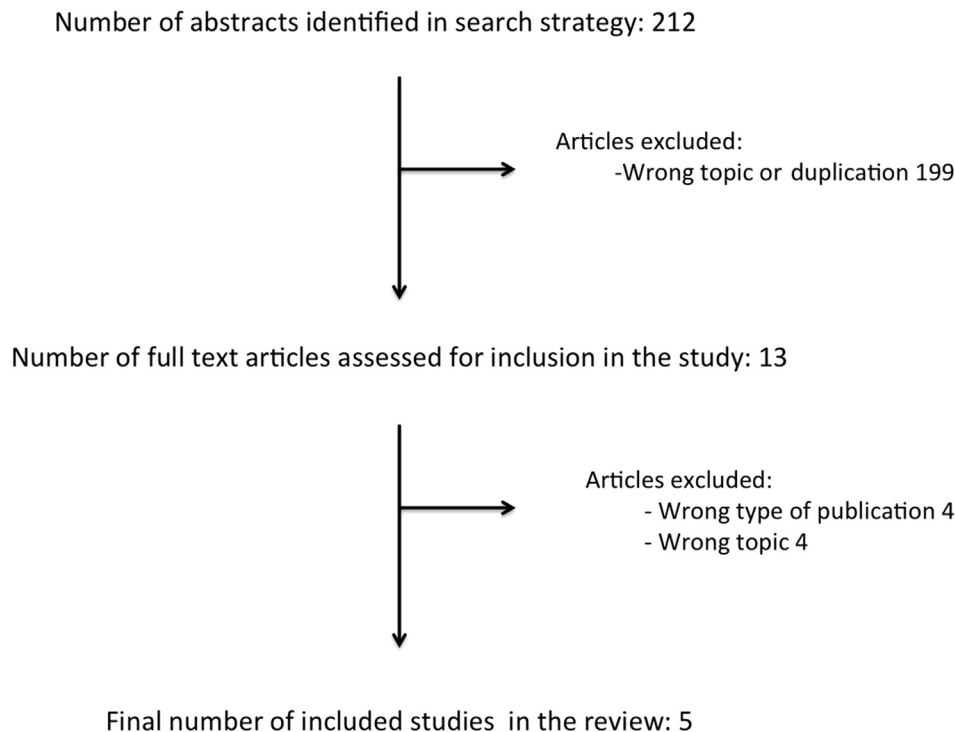 Number of abstracts identified in search strategy: 212
Articles excluded:
-Wrong topic or duplication 199
Number of full text articles assessed for inclusion in the study: 13
Articles excluded:
- Wrong type of publication 4
- Wrong topic 4
Final number of included studies in the review: 5